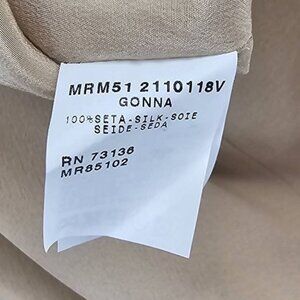 MRM51 2110118V
GONNA
100%SETA-SILK-SOIE
SEIDE-SEDA
RN 73136
MR85102